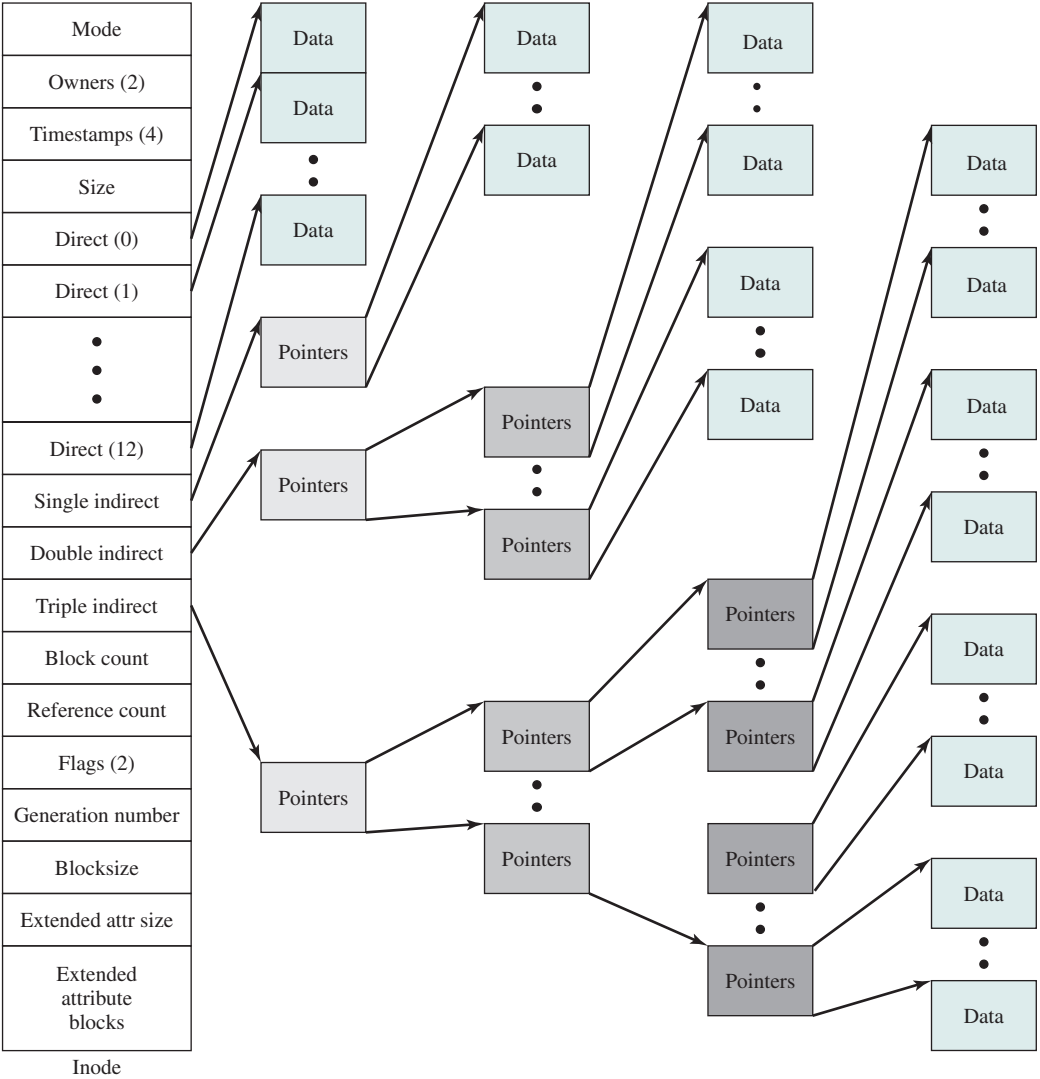 Mode
Owners (2)
Timestamps (4)
Size
Direct (0)
Direct (1)
Direct (12)
Single indirect
Double indirect
Triple indirect
Block count
Reference count
Flags (2)
Generation number
Blocksize
Extended attr size
Extended
attribute
blocks
Inode
Data
Data
Data
Pointers
Pointers
Pointers
Data
Data
Pointers
Pointers
Pointers
Pointers
Data
Data
Data
Data
Pointers
Pointers
Pointers
Pointers
Data
Data
Data
Data
Data
Data
Data
Data